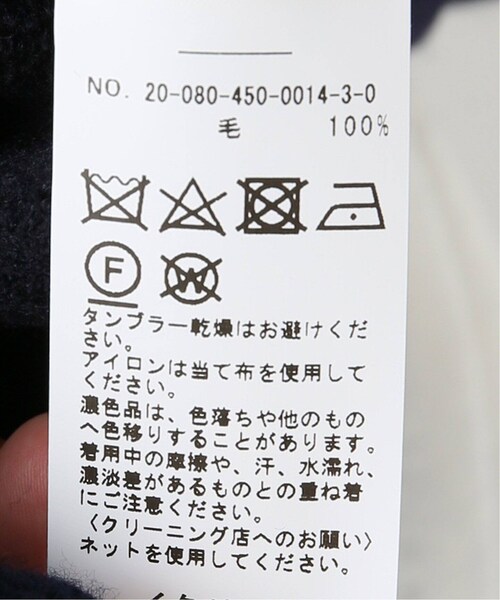 NO. 20-080-450-0014-3-0
毛 100%
F
W
タンブラー乾燥はお避けくだ
さい。
アイロンは当て布を使用して
ください。
濃色品は、色落ちや他のもの
へ色移りすることがあります。
着用中の摩擦や、汗、水濡れ、
濃淡差があるものとの重ね着
にご注意ください。
〈クリーニング店へのお願い〉
ネットを使用してください。